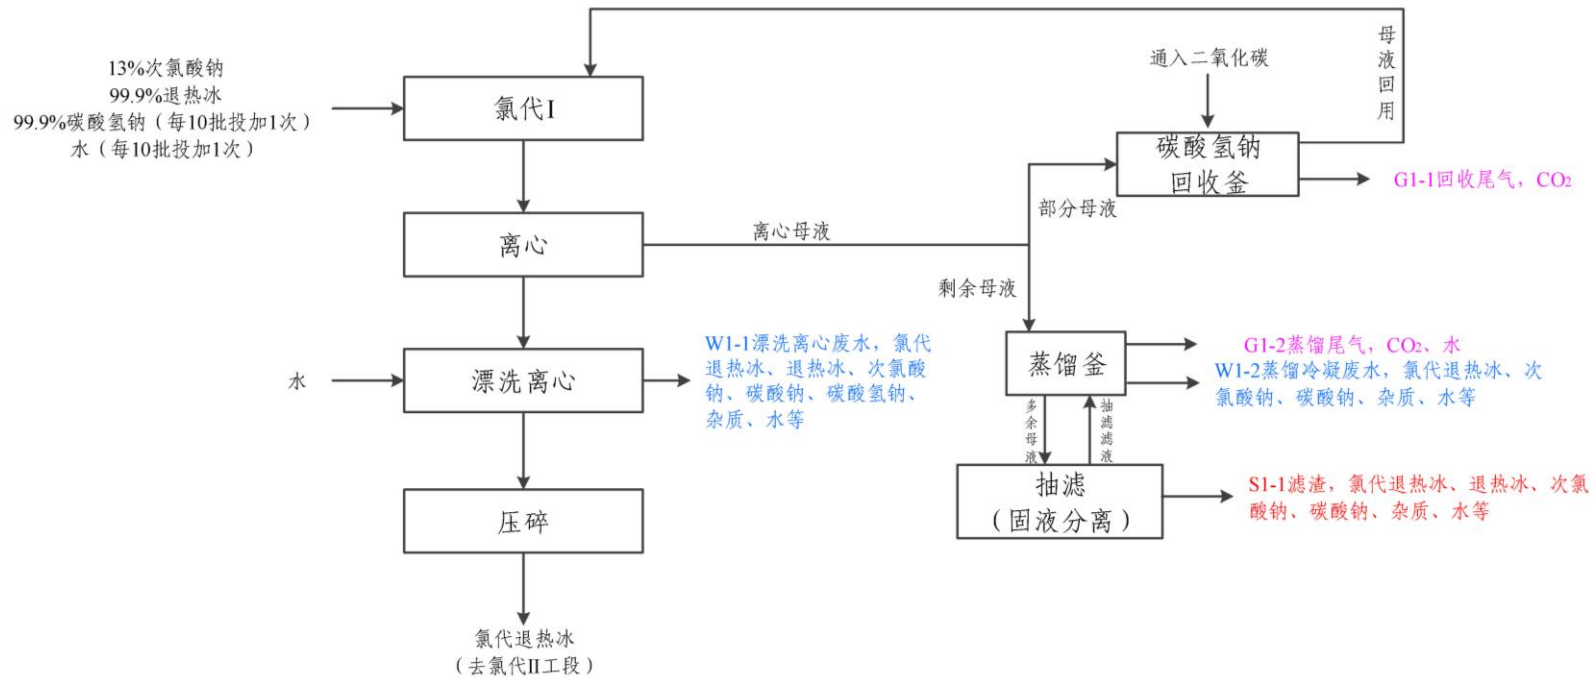 13%次氯酸钠
99.9%退热冰
99.9%碳酸氢钠（每10批投加1次）
水（每10批投加1次）
氯代I
通入二氧化碳
母液回用
碳酸氢钠
回收釜
G1-1回收尾气，CO₂
部分母液
离心
离心母液
剩余母液
水
漂洗离心
W1-1漂洗离心废水，氯代
退热冰、退热冰、次氯酸
钠、碳酸钠、碳酸氢钠、
杂质、水等
蒸馏釜
G1-2蒸馏尾气，CO₂、水
W1-2蒸馏冷凝废水，氯代退热冰、次
氯酸钠、碳酸钠、杂质、水等
多余母液
抽滤滤液
抽滤
（固液分离）
S1-1滤渣，氯代退热冰、退热冰、次氯
酸钠、碳酸钠、杂质、水等
压碎
氯代退热冰
（去氯代II工段）